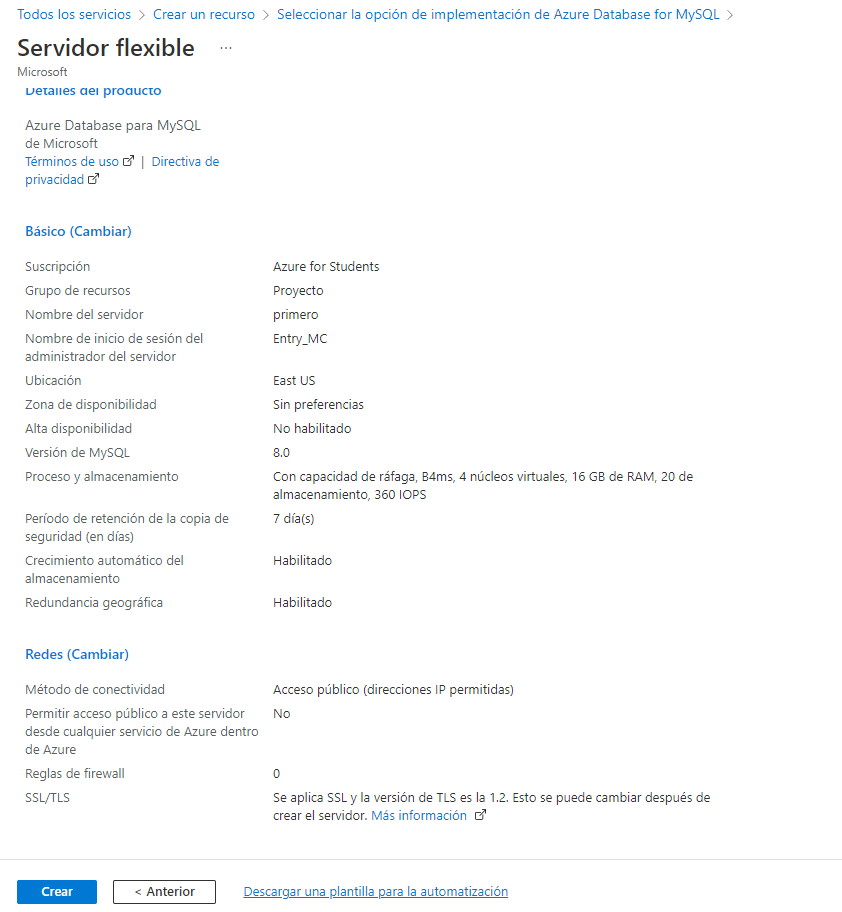 Todos los servicios > Crear un recurso > Seleccionar la opción de implementación de Azure Database for MySQL >
Servidor flexible ...
Microsoft
Detalles del producto
Azure Database para MySQL
de Microsoft
Términos de uso | Directiva de
privacidad
Básico (Cambiar)
Suscripción Azure for Students
Grupo de recursos Proyecto
Nombre del servidor primero
Nombre de inicio de sesión del Entry_MC
administrador del servidor
Ubicación East US
Zona de disponibilidad Sin preferencias
Alta disponibilidad No habilitado
Versión de MySQL 8.0
Proceso y almacenamiento Con capacidad de ráfaga, B4ms, 4 núcleos virtuales, 16 GB de RAM, 20 de
almacenamiento, 360 IOPS
Período de retención de la copia de 7 día(s)
seguridad (en días)
Crecimiento automático del Habilitado
almacenamiento
Redundancia geográfica Habilitado
Redes (Cambiar)
Método de conectividad Acceso público (direcciones IP permitidas)
Permitir acceso público a este servidor No
desde cualquier servicio de Azure dentro
de Azure
Reglas de firewall 0
SSL/TLS Se aplica SSL y la versión de TLS es la 1.2. Esto se puede cambiar después de
crear el servidor. Más información
Crear < Anterior Descargar una plantilla para la automatización